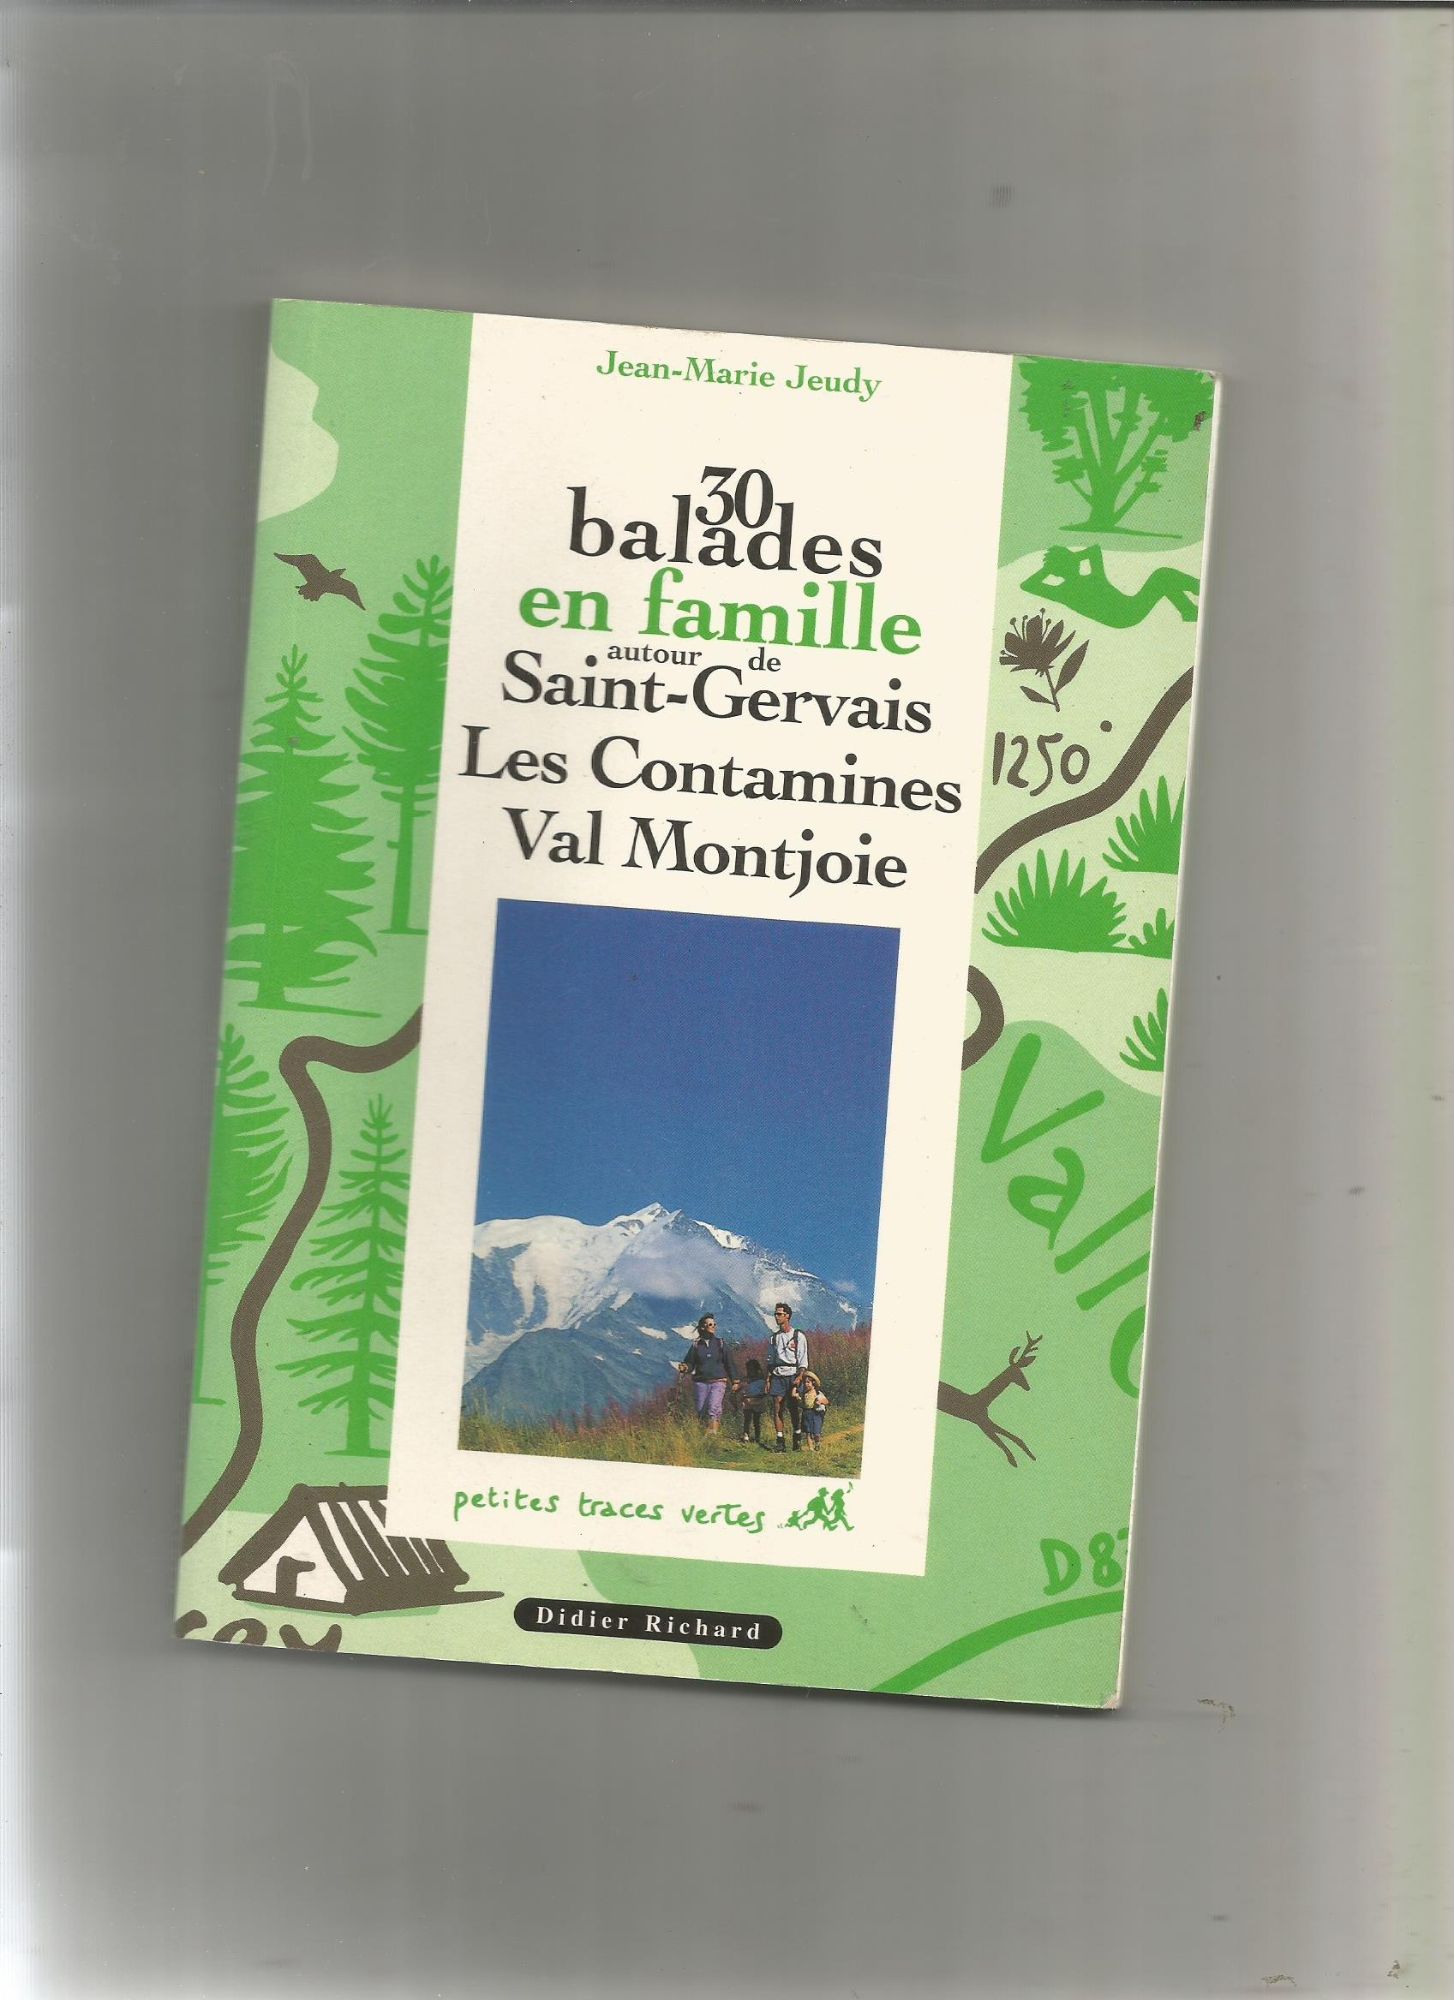 Jean-Marie Jeudy
30
balades
en famille
autour de
Saint-Gervais
Les Contamines
Val Montjoie
1250
Vall
D8
petites traces vertes
Didier Richard